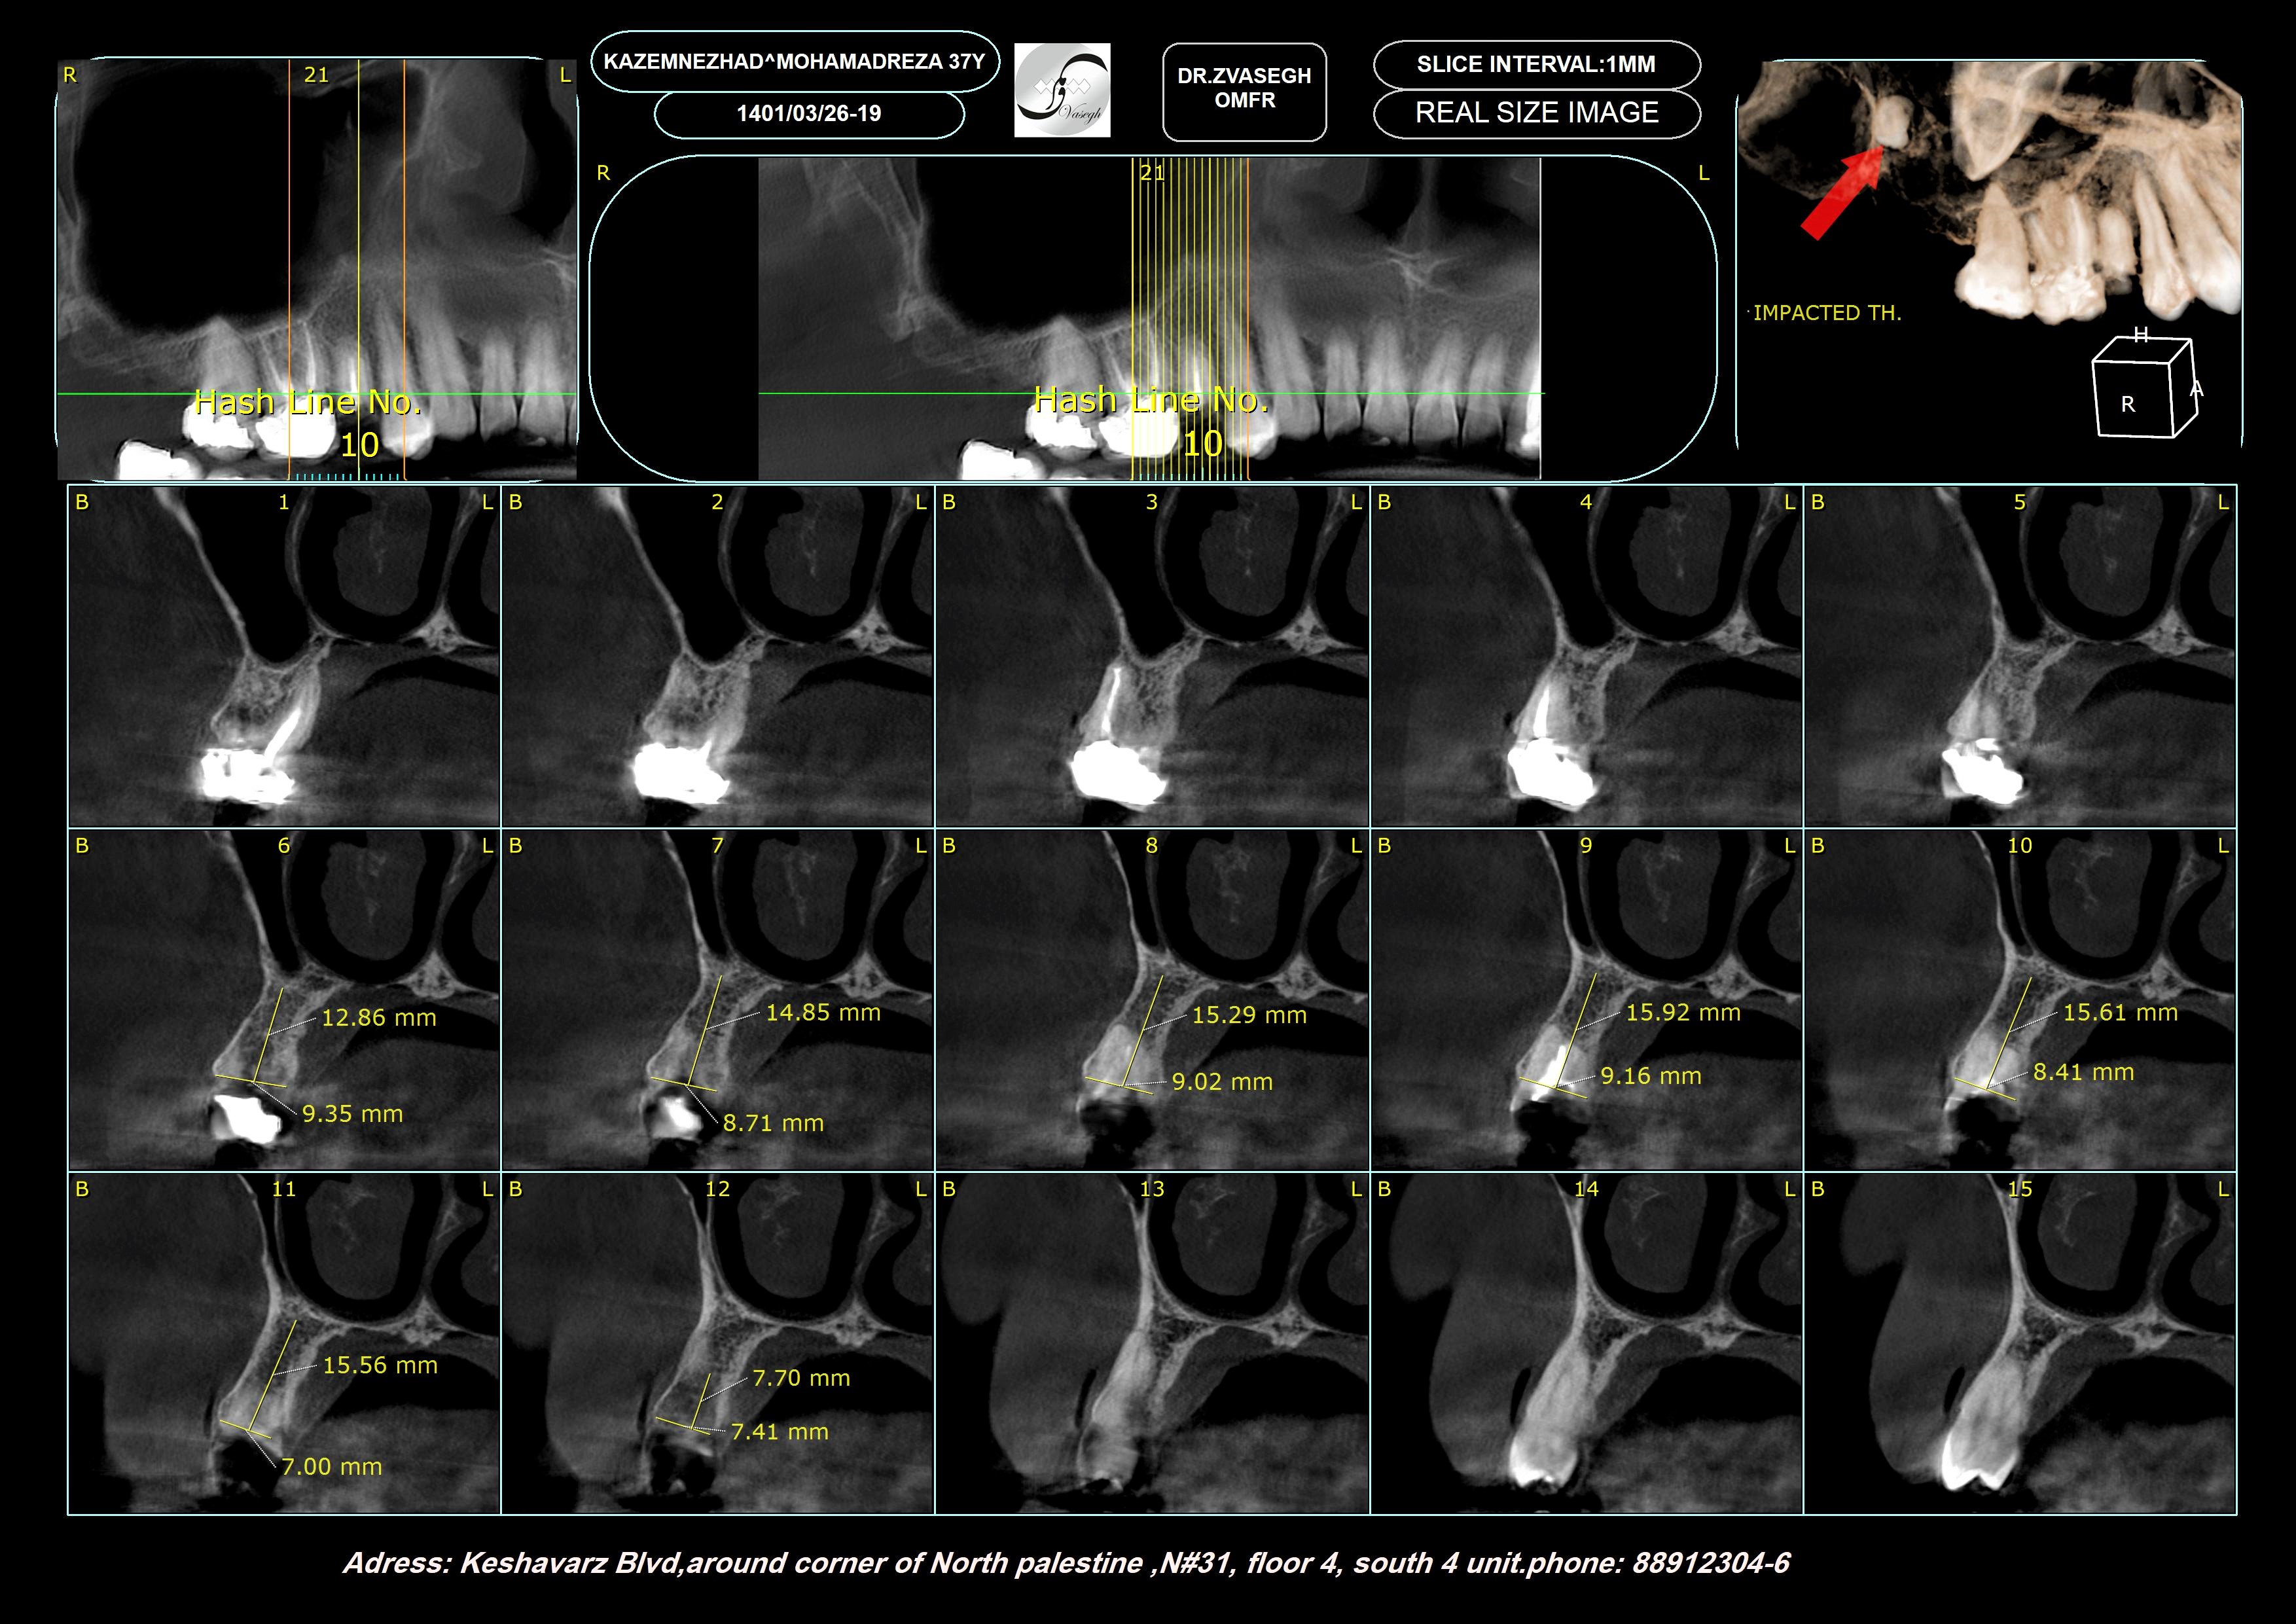 R 21 L
KAZEMNEZHAD^MOHAMADREZA 37Y
1401/03/26-19
Vasegh
DR.ZVASEGH
OMFR
SLICE INTERVAL:1MM
REAL SIZE IMAGE
R 21 L
Hash Line No.
10
Hash Line No.
10
IMPACTED TH.
H
A
R
B 1 L
B 2 L
B 3 L
B 4 L
B 5 L
B 6 L
12.86 mm
9.35 mm
B 7 L
14.85 mm
8.71 mm
B 8 L
15.29 mm
9.02 mm
B 9 L
15.92 mm
9.16 mm
B 10 L
15.61 mm
8.41 mm
B 11 L
15.56 mm
7.00 mm
B 12 L
7.70 mm
7.41 mm
B 13 L
B 14 L
B 15 L
Adress: Keshavarz Blvd,around corner of North palestine ,N#31, floor 4, south 4 unit.phone: 88912304-6